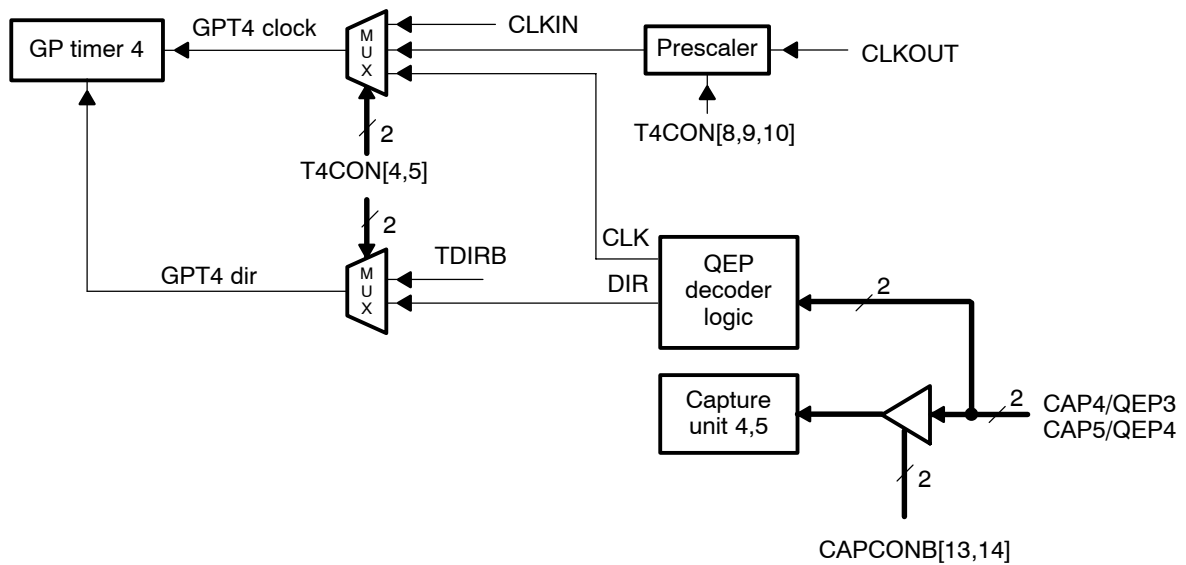 CLKIN
GPT4 clock
GP timer 4
MUX
Prescaler
CLKOUT
2
T4CON[8,9,10]
T4CON[4,5]
2
CLK
TDIRB
GPT4 dir
MUX
DIR
QEP
decoder
logic
2
Capture
unit 4,5
2
CAP4/QEP3
CAP5/QEP4
2
CAPCONB[13,14]